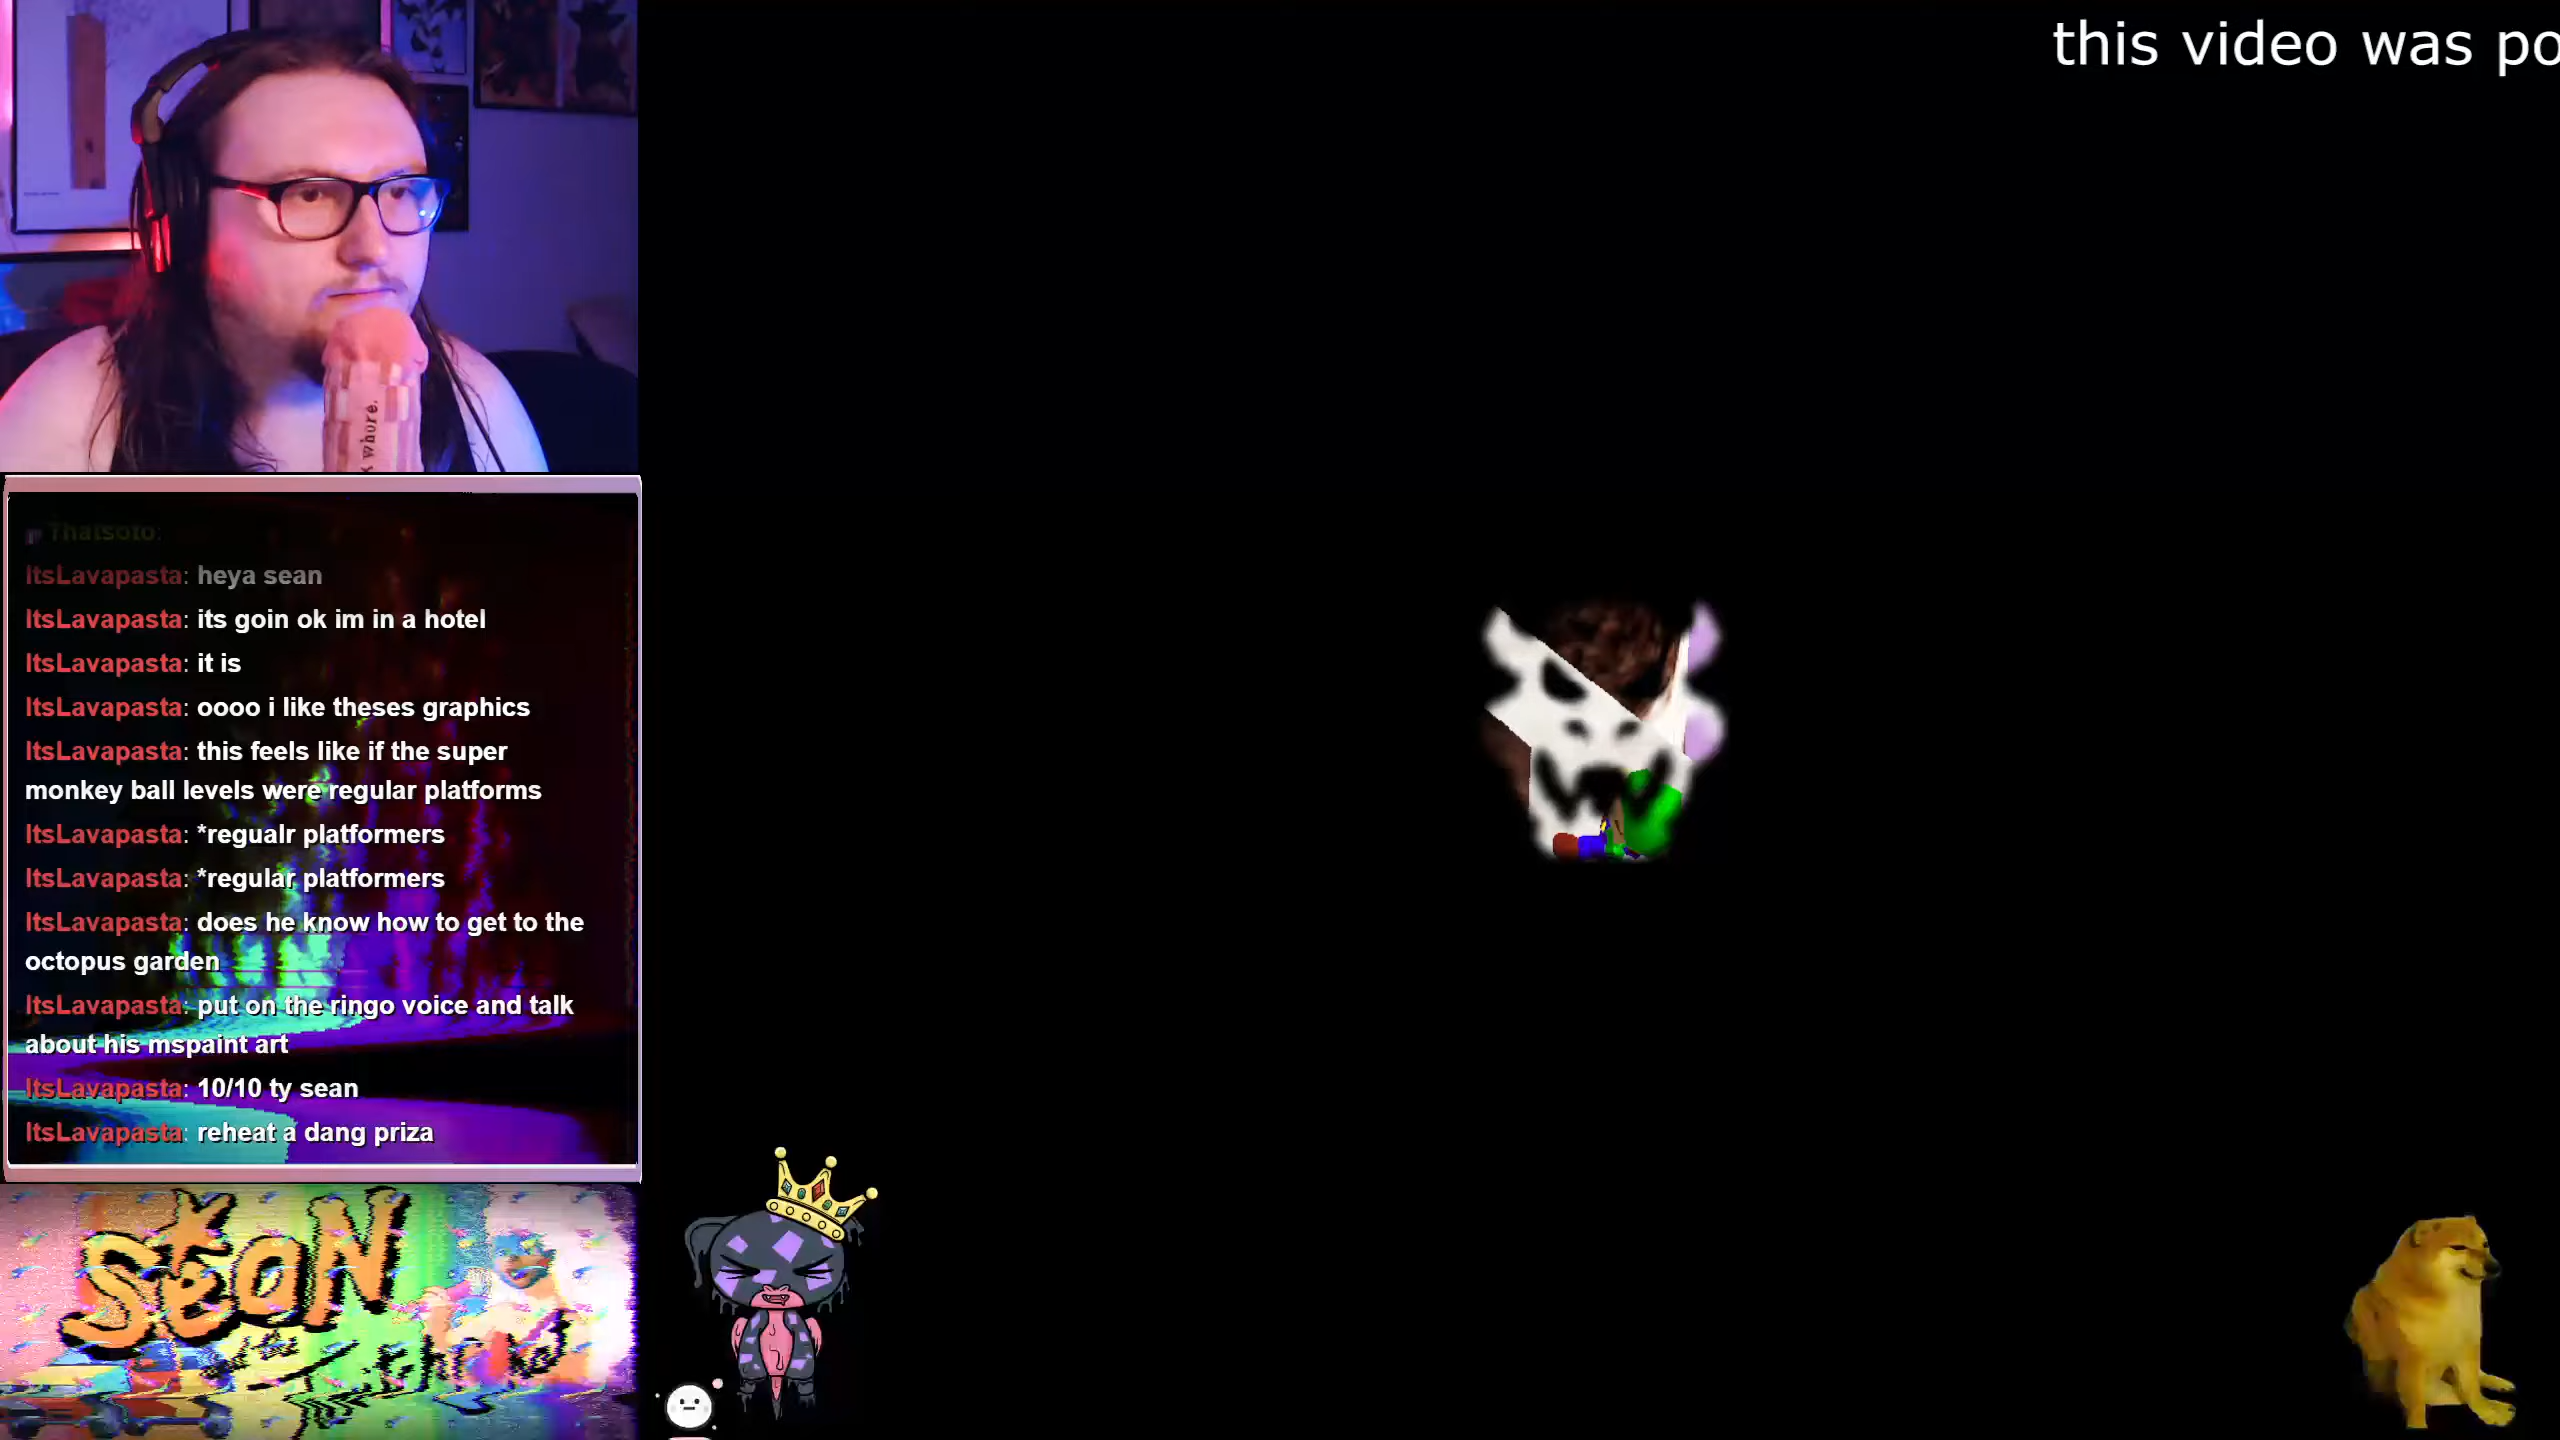 this video was po
Thatsoto:
ItsLavapasta: heya sean
ItsLavapasta: its goin ok im in a hotel
ItsLavapasta: it is
ItsLavapasta: oooo i like theses graphics
ItsLavapasta: this feels like if the super
monkey ball levels were regular platforms
ItsLavapasta: *regualr platformers
ItsLavapasta: *regular platformers
ItsLavapasta: does he know how to get to the
octopus garden
ItsLavapasta: put on the ringo voice and talk
about his mspaint art
ItsLavapasta: 10/10 ty sean
ItsLavapasta: reheat a dang priza
whore.
SeaN
the